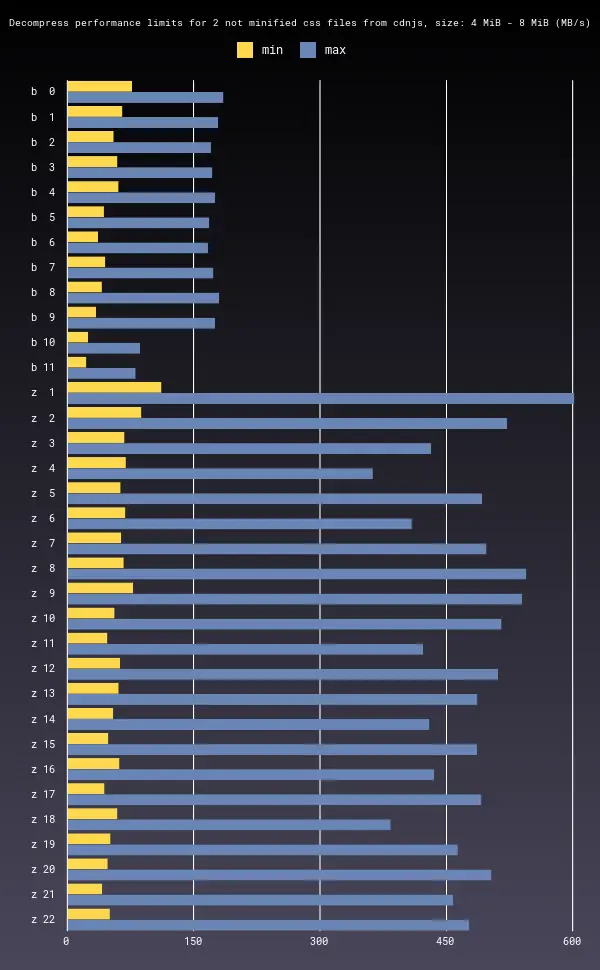 Decompress performance limits for 2 not minified css files from cdnjs, size: 4 MiB - 8 MiB (MB/s)
min max
b 0
b 1
b 2
b 3
b 4
b 5
b 6
b 7
b 8
b 9
b 10
b 11
z 1
z 2
z 3
z 4
z 5
z 6
z 7
z 8
z 9
z 10
z 11
z 12
z 13
z 14
z 15
z 16
z 17
z 18
z 19
z 20
z 21
z 22
0 150 300 450 600